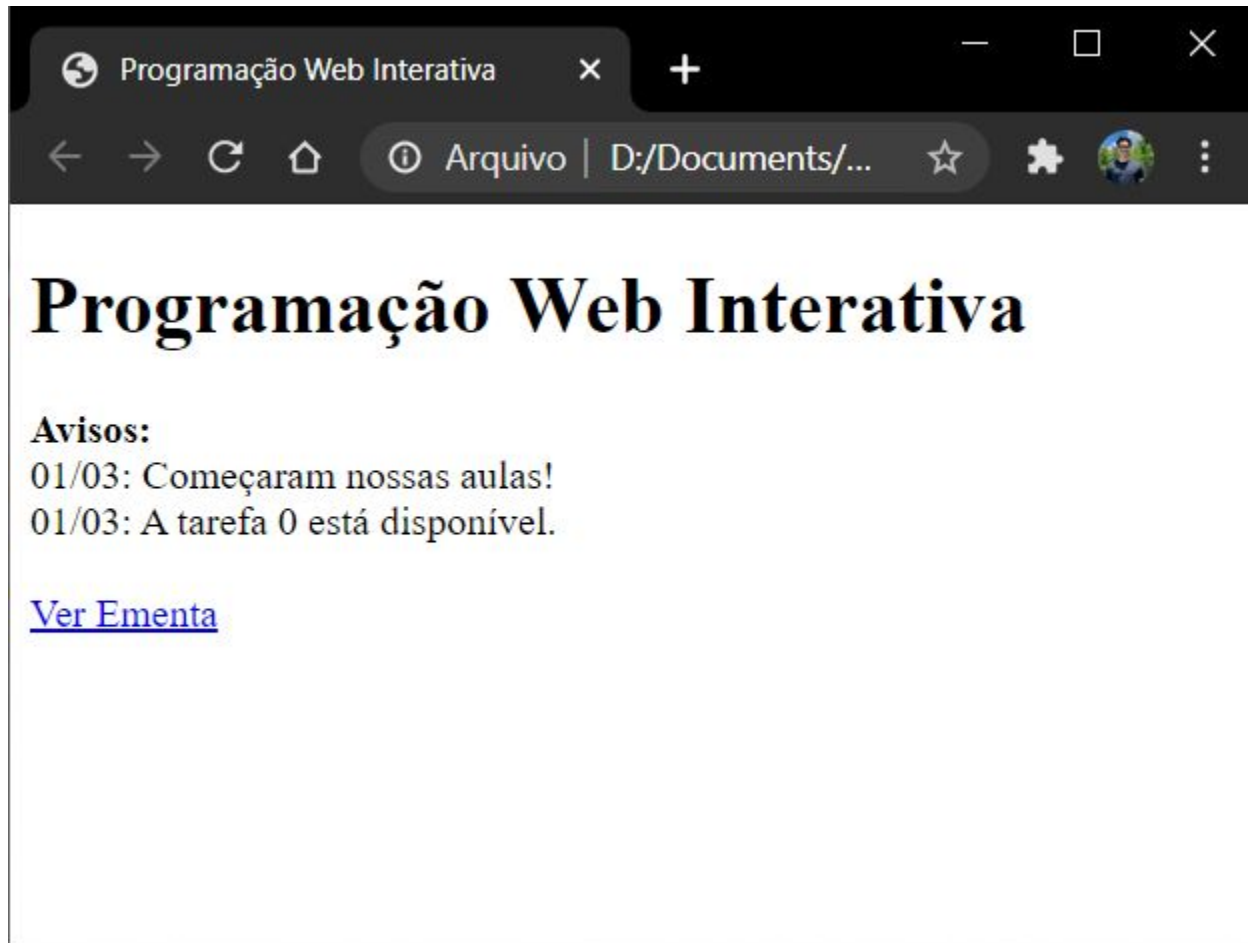 Programação Web Interativa
Arquivo | D:/Documents/...
Programação Web Interativa
Avisos:
01/03: Começaram nossas aulas!
01/03: A tarefa 0 está disponível.
Ver Ementa